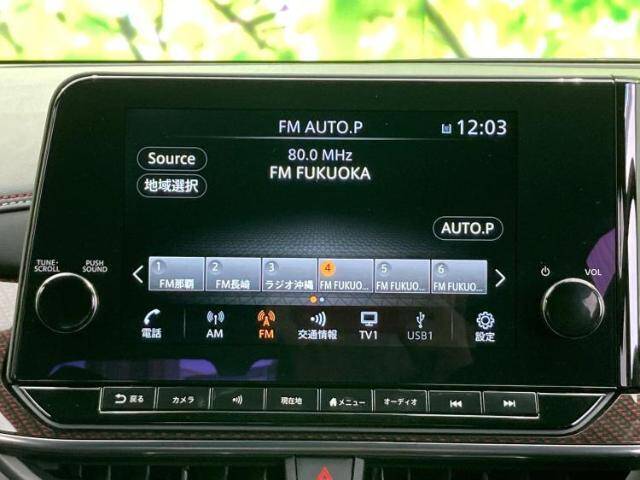 FM AUTO.P
12:03
Source
80.0 MHz
FM FUKUOKA
地域選択
AUTO.P
1 2 3 4 5 6
FM那覇 FM長崎 ラジオ沖縄 FM FUKUO... FM FUKUO... FM FUKUO...
TUNE・SCROLL
PUSH SOUND
VOL
電話 AM FM 交通情報 TV1 USB1 設定
戻る カメラ 現在地 メニュー オーディオ